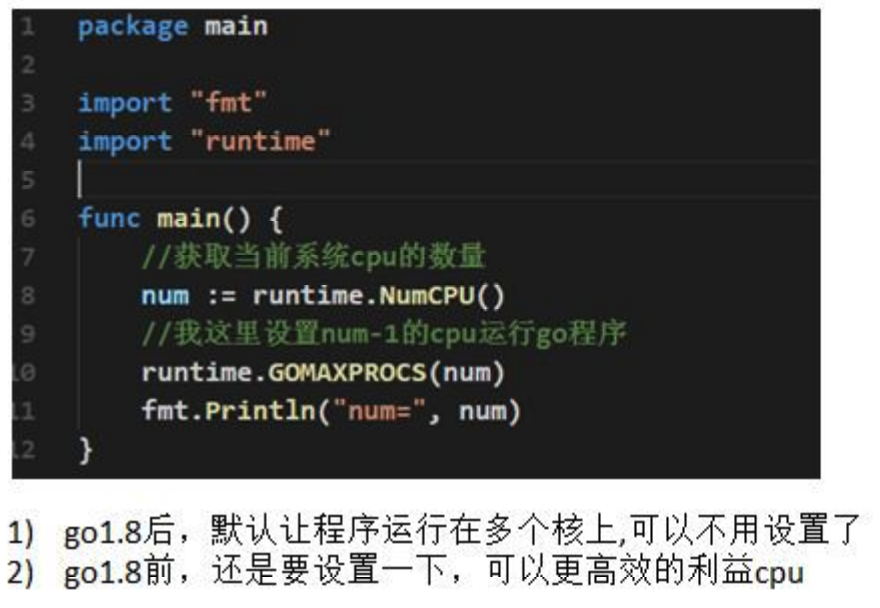 1 package main
2
3 import "fmt"
4 import "runtime"
5
6 func main() {
7 //获取当前系统cpu的数量
8 num := runtime.NumCPU()
9 //我这里设置num-1的cpu运行go程序
10 runtime.GOMAXPROCS(num)
11 fmt.Println("num=", num)
12 }
1) go1.8后，默认让程序运行在多个核上,可以不用设置了
2) go1.8前，还是要设置一下，可以更高效的利益cpu